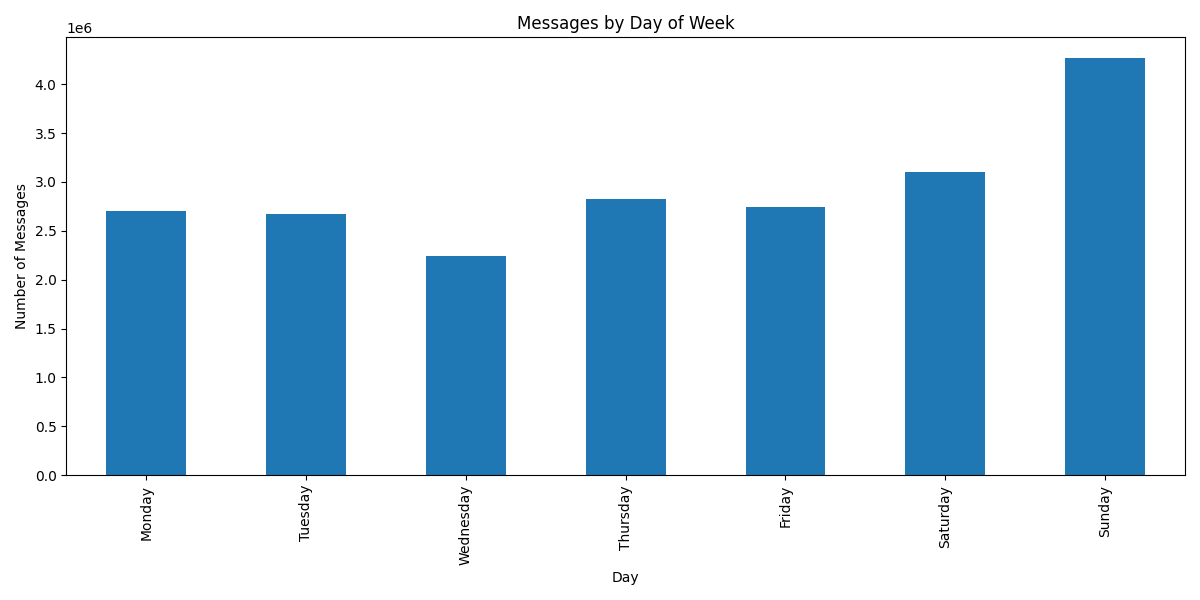 Messages by Day of Week
1e6
4.0
3.5
3.0
2.5
2.0
1.5
1.0
0.5
0.0
Number of Messages
Monday
Tuesday
Wednesday
Thursday
Friday
Saturday
Sunday
Day